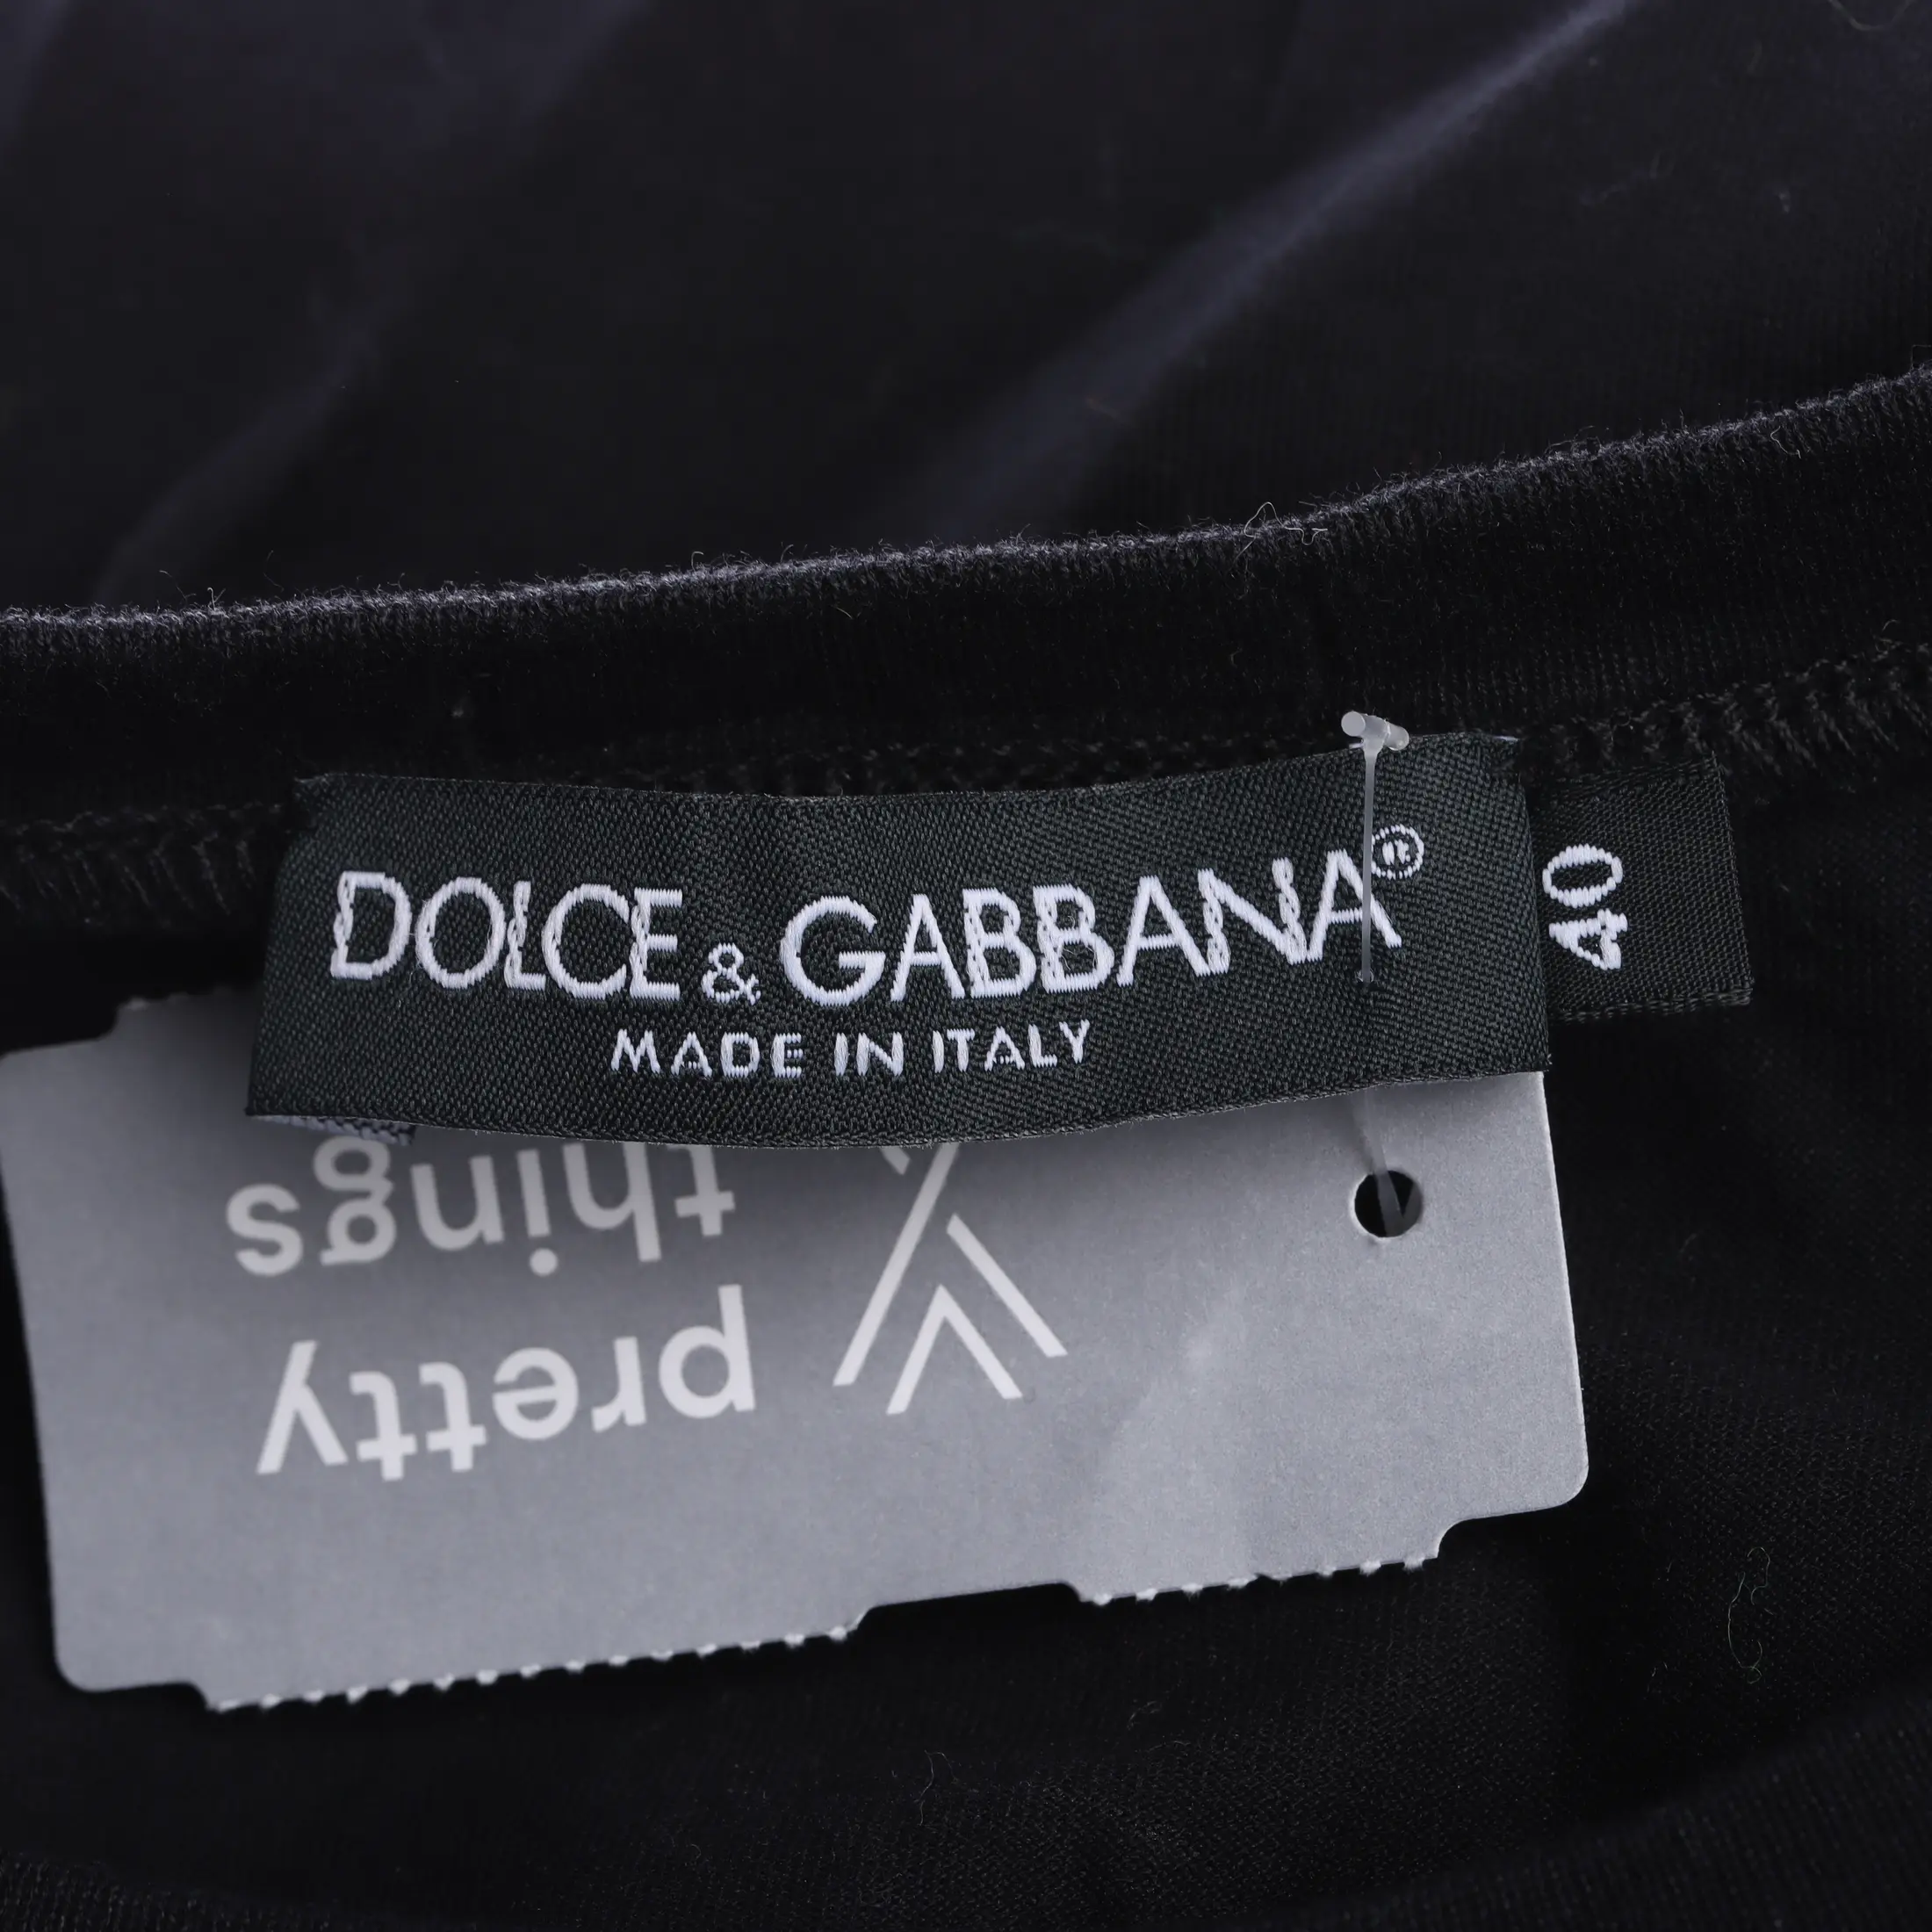 DOLCE & GABBANA®
MADE IN ITALY
40
pretty
things